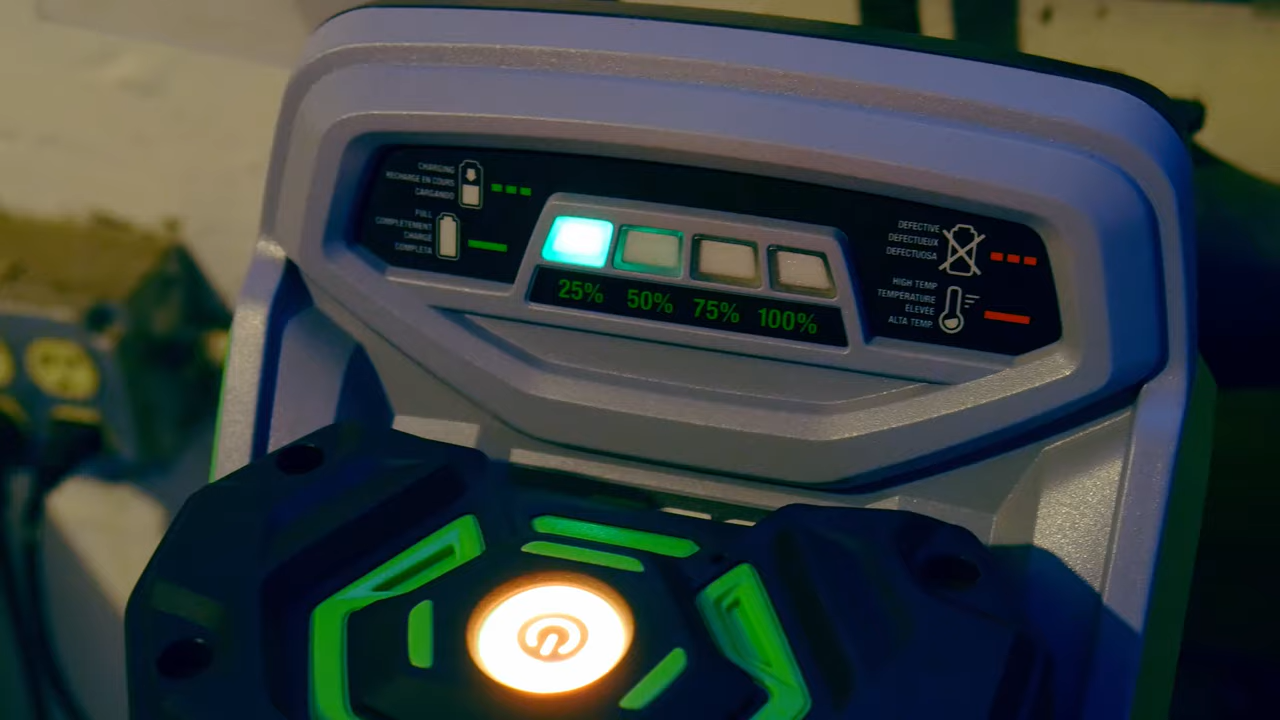 CHARGING
RECHARGE EN COURS
CARGANDO
FULL
COMPLETEMENT
CHARGÉ
COMPLETA
25% 50% 75% 100%
DEFECTIVE
DEFECTUEUX
DEFECTUOSA
HIGH TEMP
TEMPERATURE
ELEVEE
ALTA TEMP.